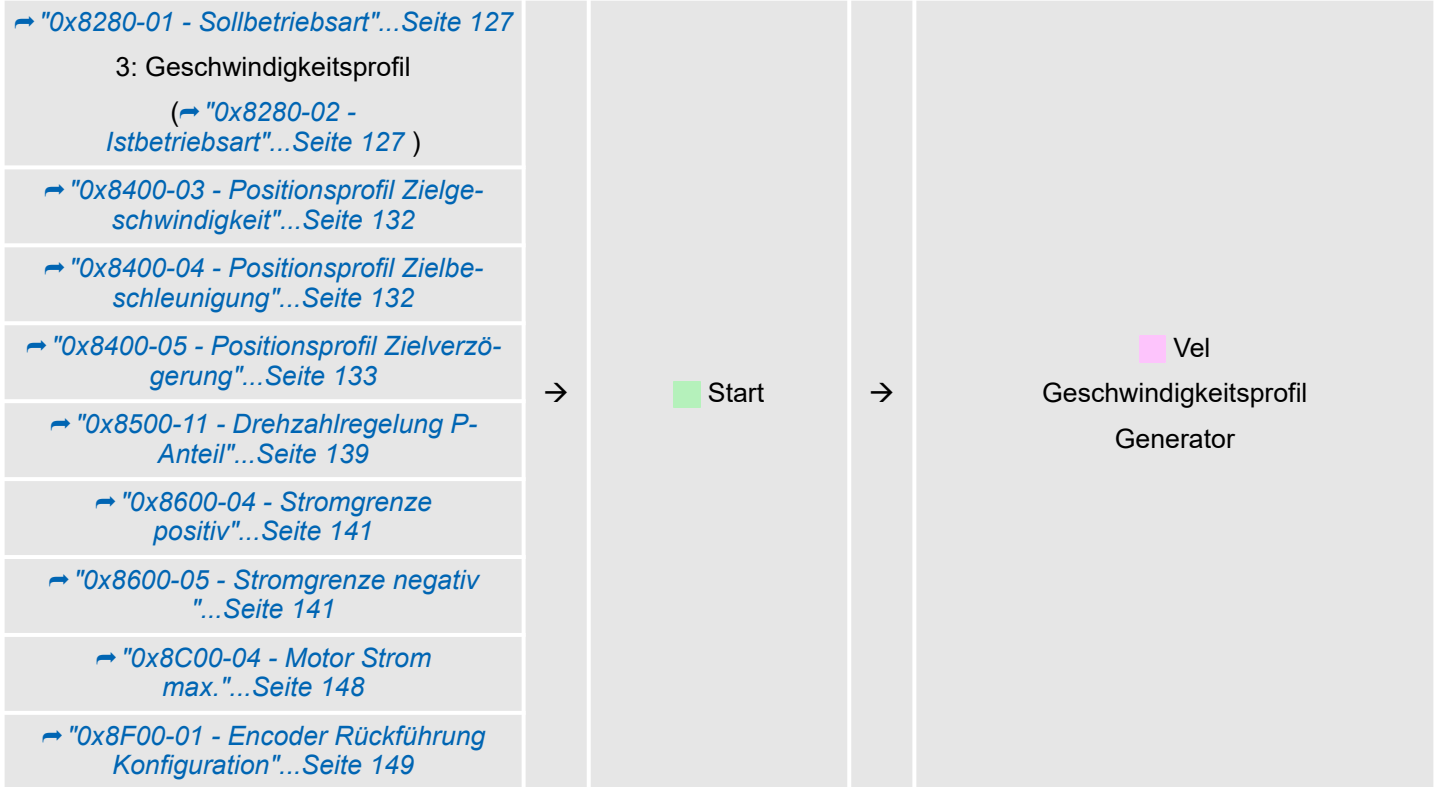 ➦ "0x8280-01 - Sollbetriebsart"...Seite 127
3: Geschwindigkeitsprofil
(➦ "0x8280-02 -
Istbetriebsart"...Seite 127 )
➦ "0x8400-03 - Positionsprofil Zielge-
schwindigkeit"...Seite 132
➦ "0x8400-04 - Positionsprofil Zielbe-
schleunigung"...Seite 132
➦ "0x8400-05 - Positionsprofil Zielverzö-
gerung"...Seite 133
➦ "0x8500-11 - Drehzahlregelung P-
Anteil"...Seite 139
➦ "0x8600-04 - Stromgrenze
positiv"...Seite 141
➦ "0x8600-05 - Stromgrenze negativ
"...Seite 141
➦ "0x8C00-04 - Motor Strom
max."...Seite 148
➦ "0x8F00-01 - Encoder Rückführung
Konfiguration"...Seite 149
→
Start
→
Vel
Geschwindigkeitsprofil
Generator